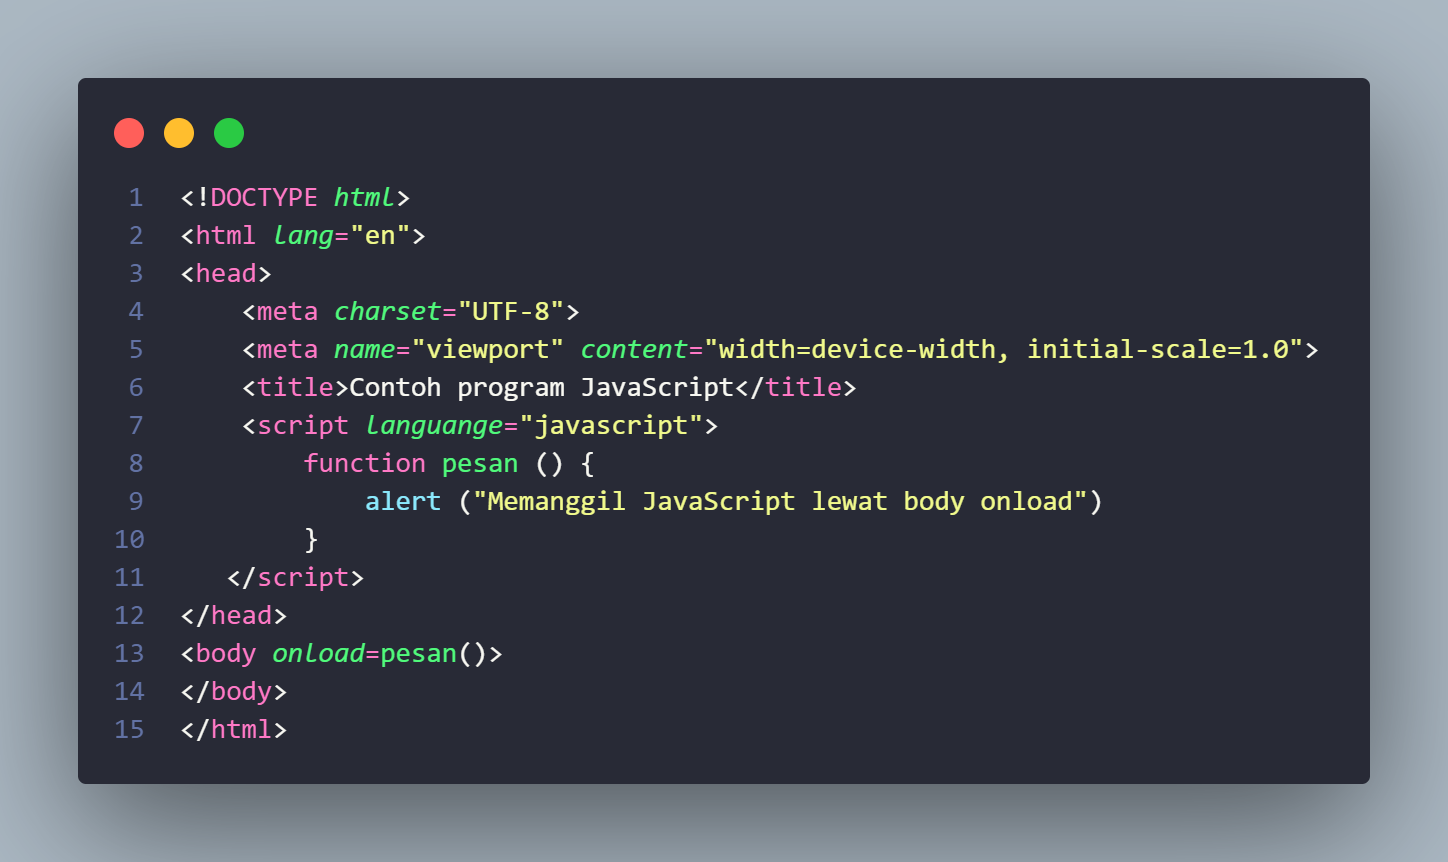 1 <!DOCTYPE html>
2 <html lang="en">
3 <head>
4     <meta charset="UTF-8">
5     <meta name="viewport" content="width=device-width, initial-scale=1.0">
6     <title>Contoh program JavaScript</title>
7     <script languange="javascript">
8         function pesan () {
9             alert ("Memanggil JavaScript lewat body onload")
10         }
11    </script>
12 </head>
13 <body onload=pesan()>
14 </body>
15 </html>